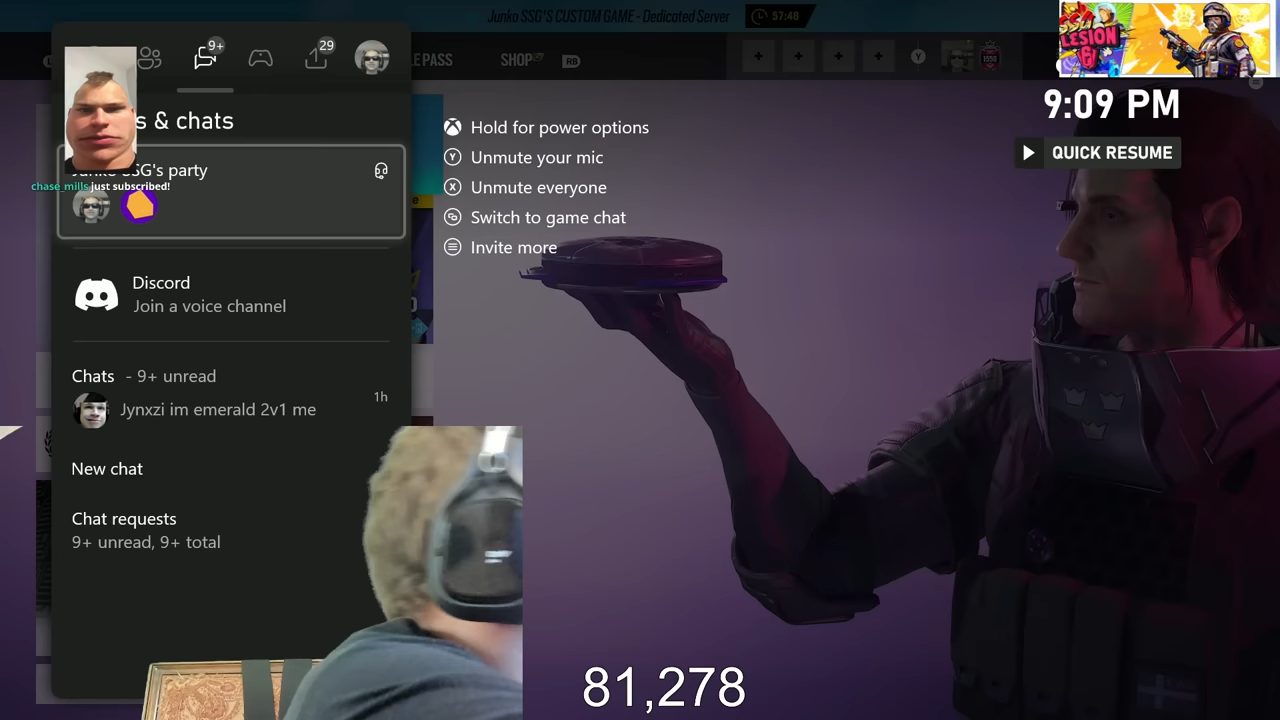 Junko SSG'S CUSTOM GAME - Dedicated Server
57:48
9+
29
LE PASS
SHOP
RB
Y
LESION
9:09 PM
QUICK RESUME
s & chats
SSG's party
chase_mills just subscribed!
Hold for power options
Y Unmute your mic
X Unmute everyone
Switch to game chat
Invite more
Discord
Join a voice channel
Chats - 9+ unread
Jynxzi im emerald 2v1 me
1h
New chat
Chat requests
9+ unread, 9+ total
81,278